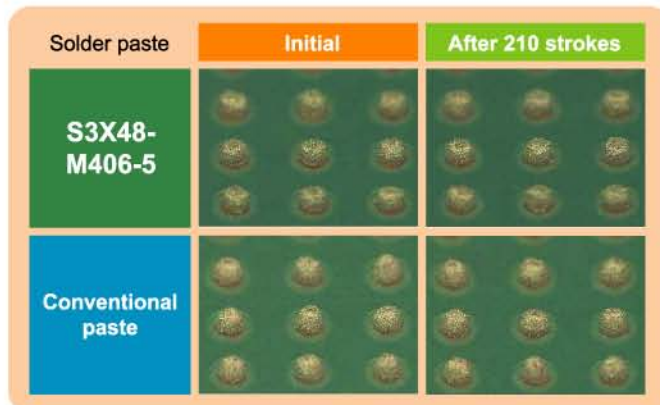 Solder paste
Initial
After 210 strokes
S3X48-
M406-5
Conventional
paste